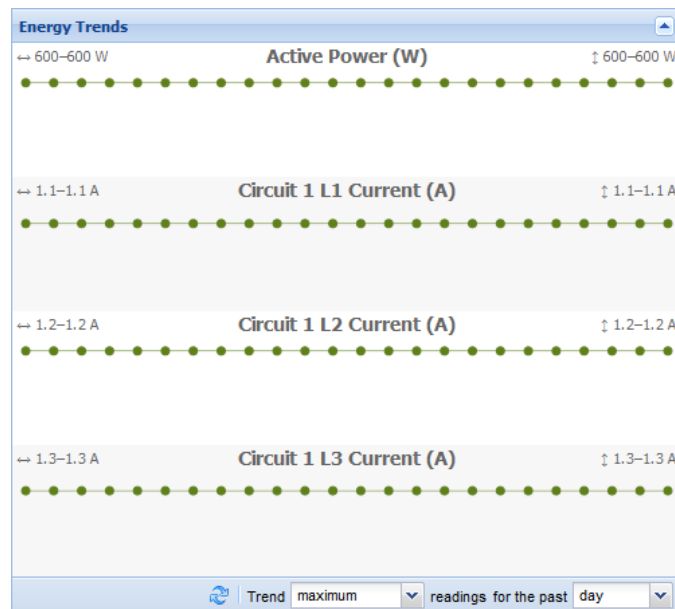 Energy Trends
↔ 600–600 W Active Power (W) ↕ 600–600 W
↔ 1.1–1.1 A Circuit 1 L1 Current (A) ↕ 1.1–1.1 A
↔ 1.2–1.2 A Circuit 1 L2 Current (A) ↕ 1.2–1.2 A
↔ 1.3–1.3 A Circuit 1 L3 Current (A) ↕ 1.3–1.3 A
Trend maximum readings for the past day